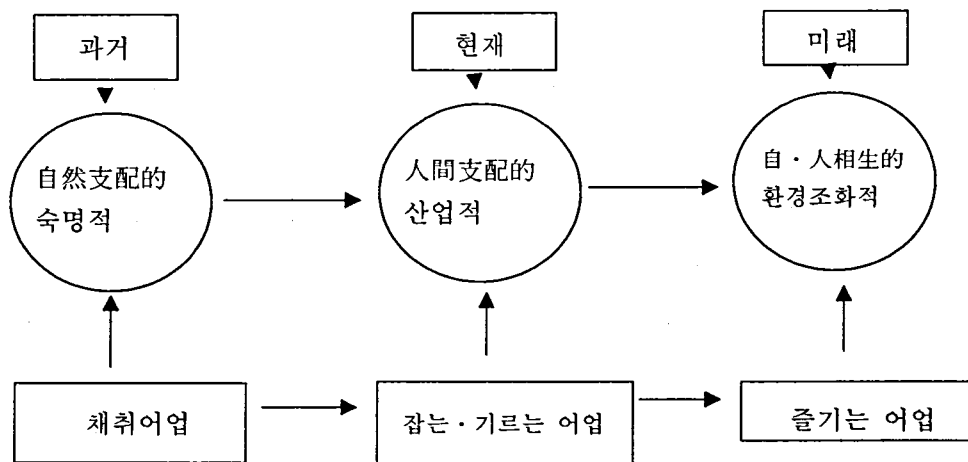 과거
현재
미래
自然支配的
숙명적
人間支配的
산업적
自·人相生的
환경조화적
채취어업
잡는·기르는 어업
즐기는 어업